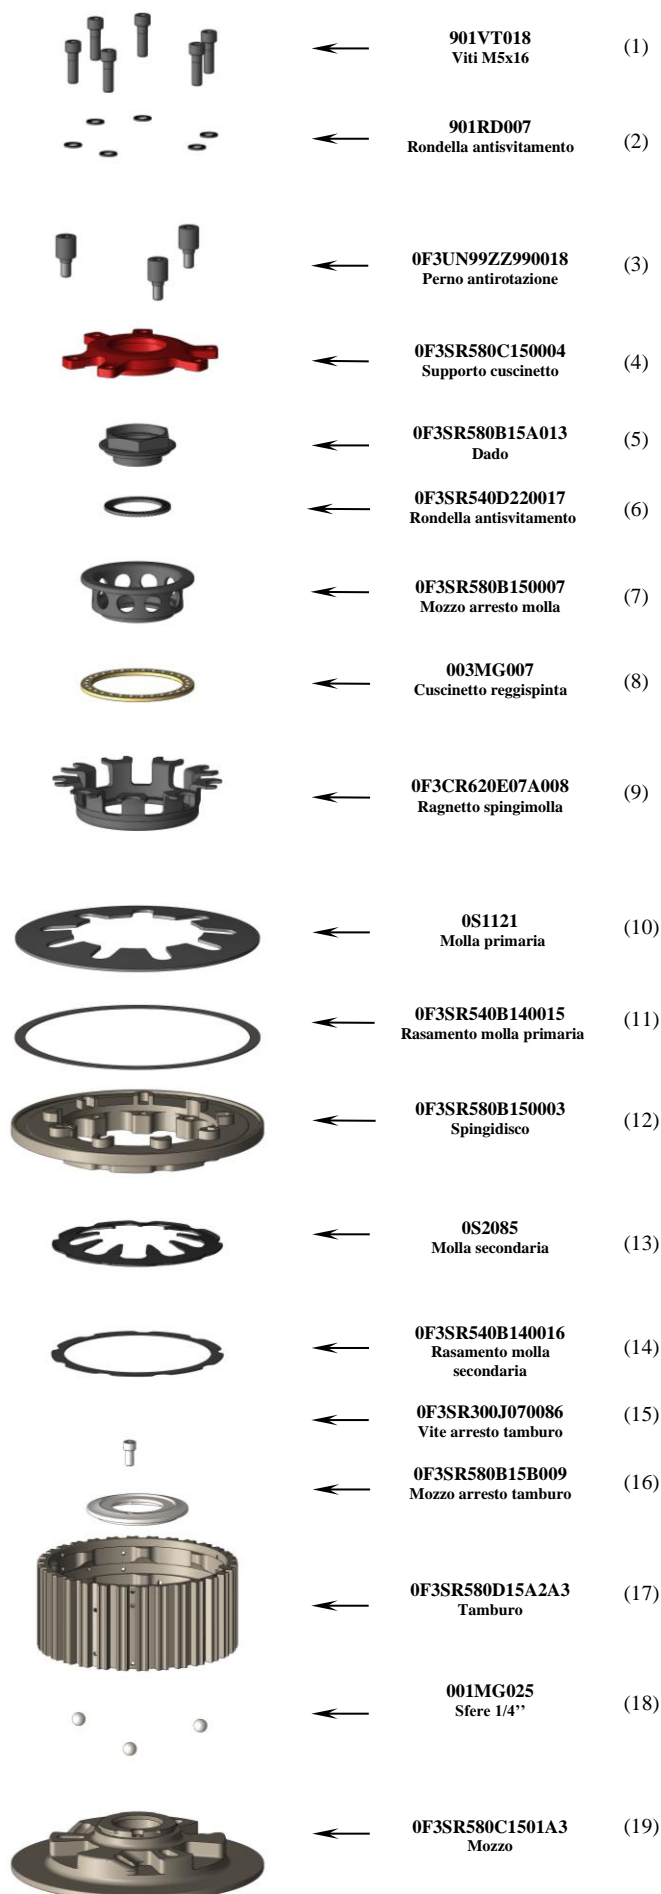 901VT018 (1)
Viti M5x16
901RD007
Rondella antisvitamento (2)
0F3UN99ZZ990018 (3)
Perno antirotazione
0F3SR580C150004 (4)
Supporto cuscinetto
0F3SR580B15A013 (5)
Dado
0F3SR540D220017 (6)
Rondella antisvitamento
0F3SR580B150007 (7)
Mozzo arresto molla
003MG007 (8)
Cuscinetto reggispinta
0F3CR620E07A008 (9)
Ragnetto spingimolla
0S1121 (10)
Molla primaria
0F3SR540B140015 (11)
Rasamento molla primaria
0F3SR580B150003 (12)
Spingidisco
0S2085 (13)
Molla secondaria
0F3SR540B140016 (14)
Rasamento molla
secondaria
0F3SR300J070086 (15)
Vite arresto tamburo
0F3SR580B15B009 (16)
Mozzo arresto tamburo
0F3SR580D15A2A3 (17)
Tamburo
001MG025 (18)
Sfere 1/4’’
0F3SR580C1501A3 (19)
Mozzo